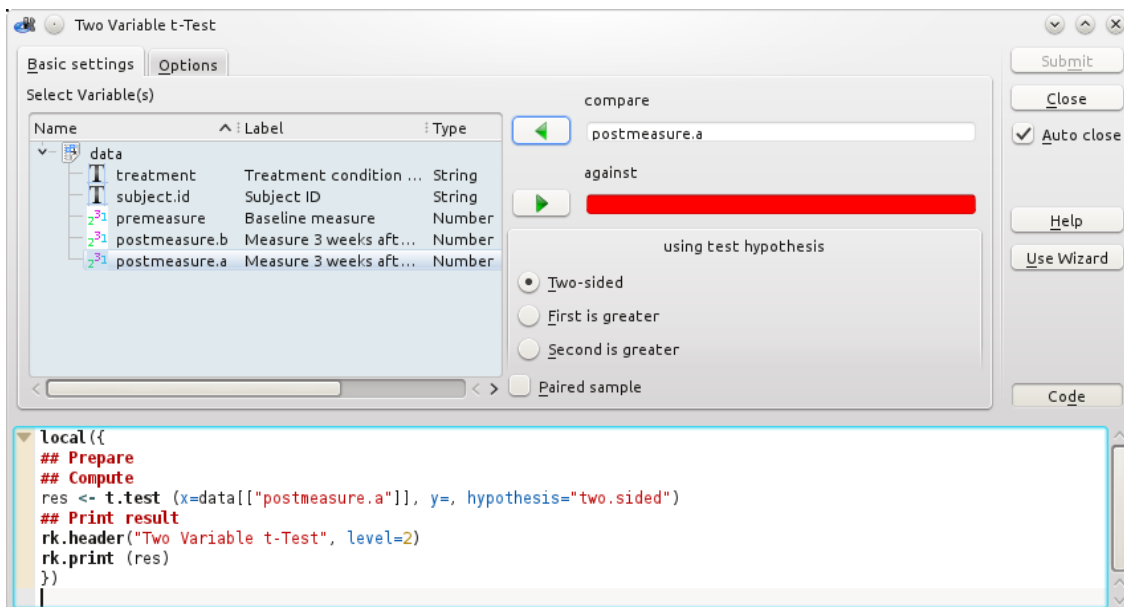 Two Variable t-Test
Basic settings
Options
Select Variable(s)
Name Label Type
data
treatment Treatment condition ... String
subject.id Subject ID String
premeasure Baseline measure Number
postmeasure.b Measure 3 weeks aft... Number
postmeasure.a Measure 3 weeks aft... Number
compare
postmeasure.a
against
using test hypothesis
Two-sided
First is greater
Second is greater
Paired sample
Submit
Close
Auto close
Help
Use Wizard
Code
local({
## Prepare
## Compute
res <- t.test (x=data[["postmeasure.a"]], y=, hypothesis="two.sided")
## Print result
rk.header("Two Variable t-Test", level=2)
rk.print (res)
})